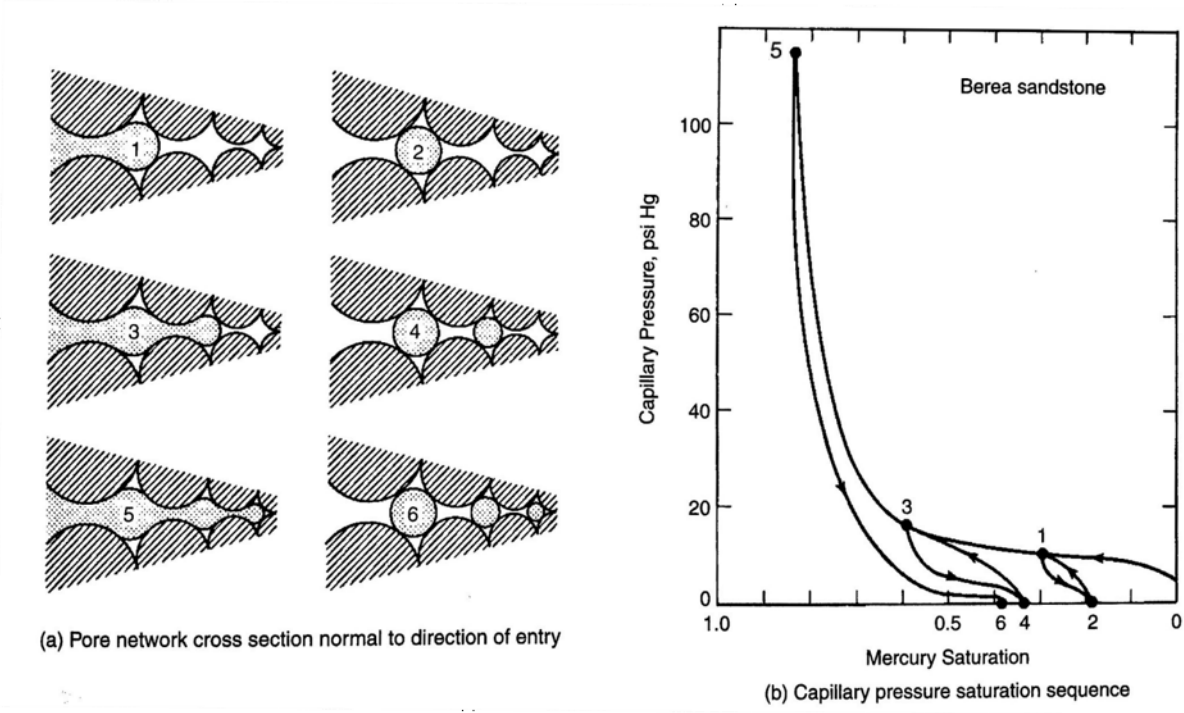 1
2
3
4
5
6
(a) Pore network cross section normal to direction of entry
5
Berea sandstone
100
80
60
40
20
0
Capillary Pressure, psi Hg
3
1
1.0 0.5 6 4 2 0
Mercury Saturation
(b) Capillary pressure saturation sequence